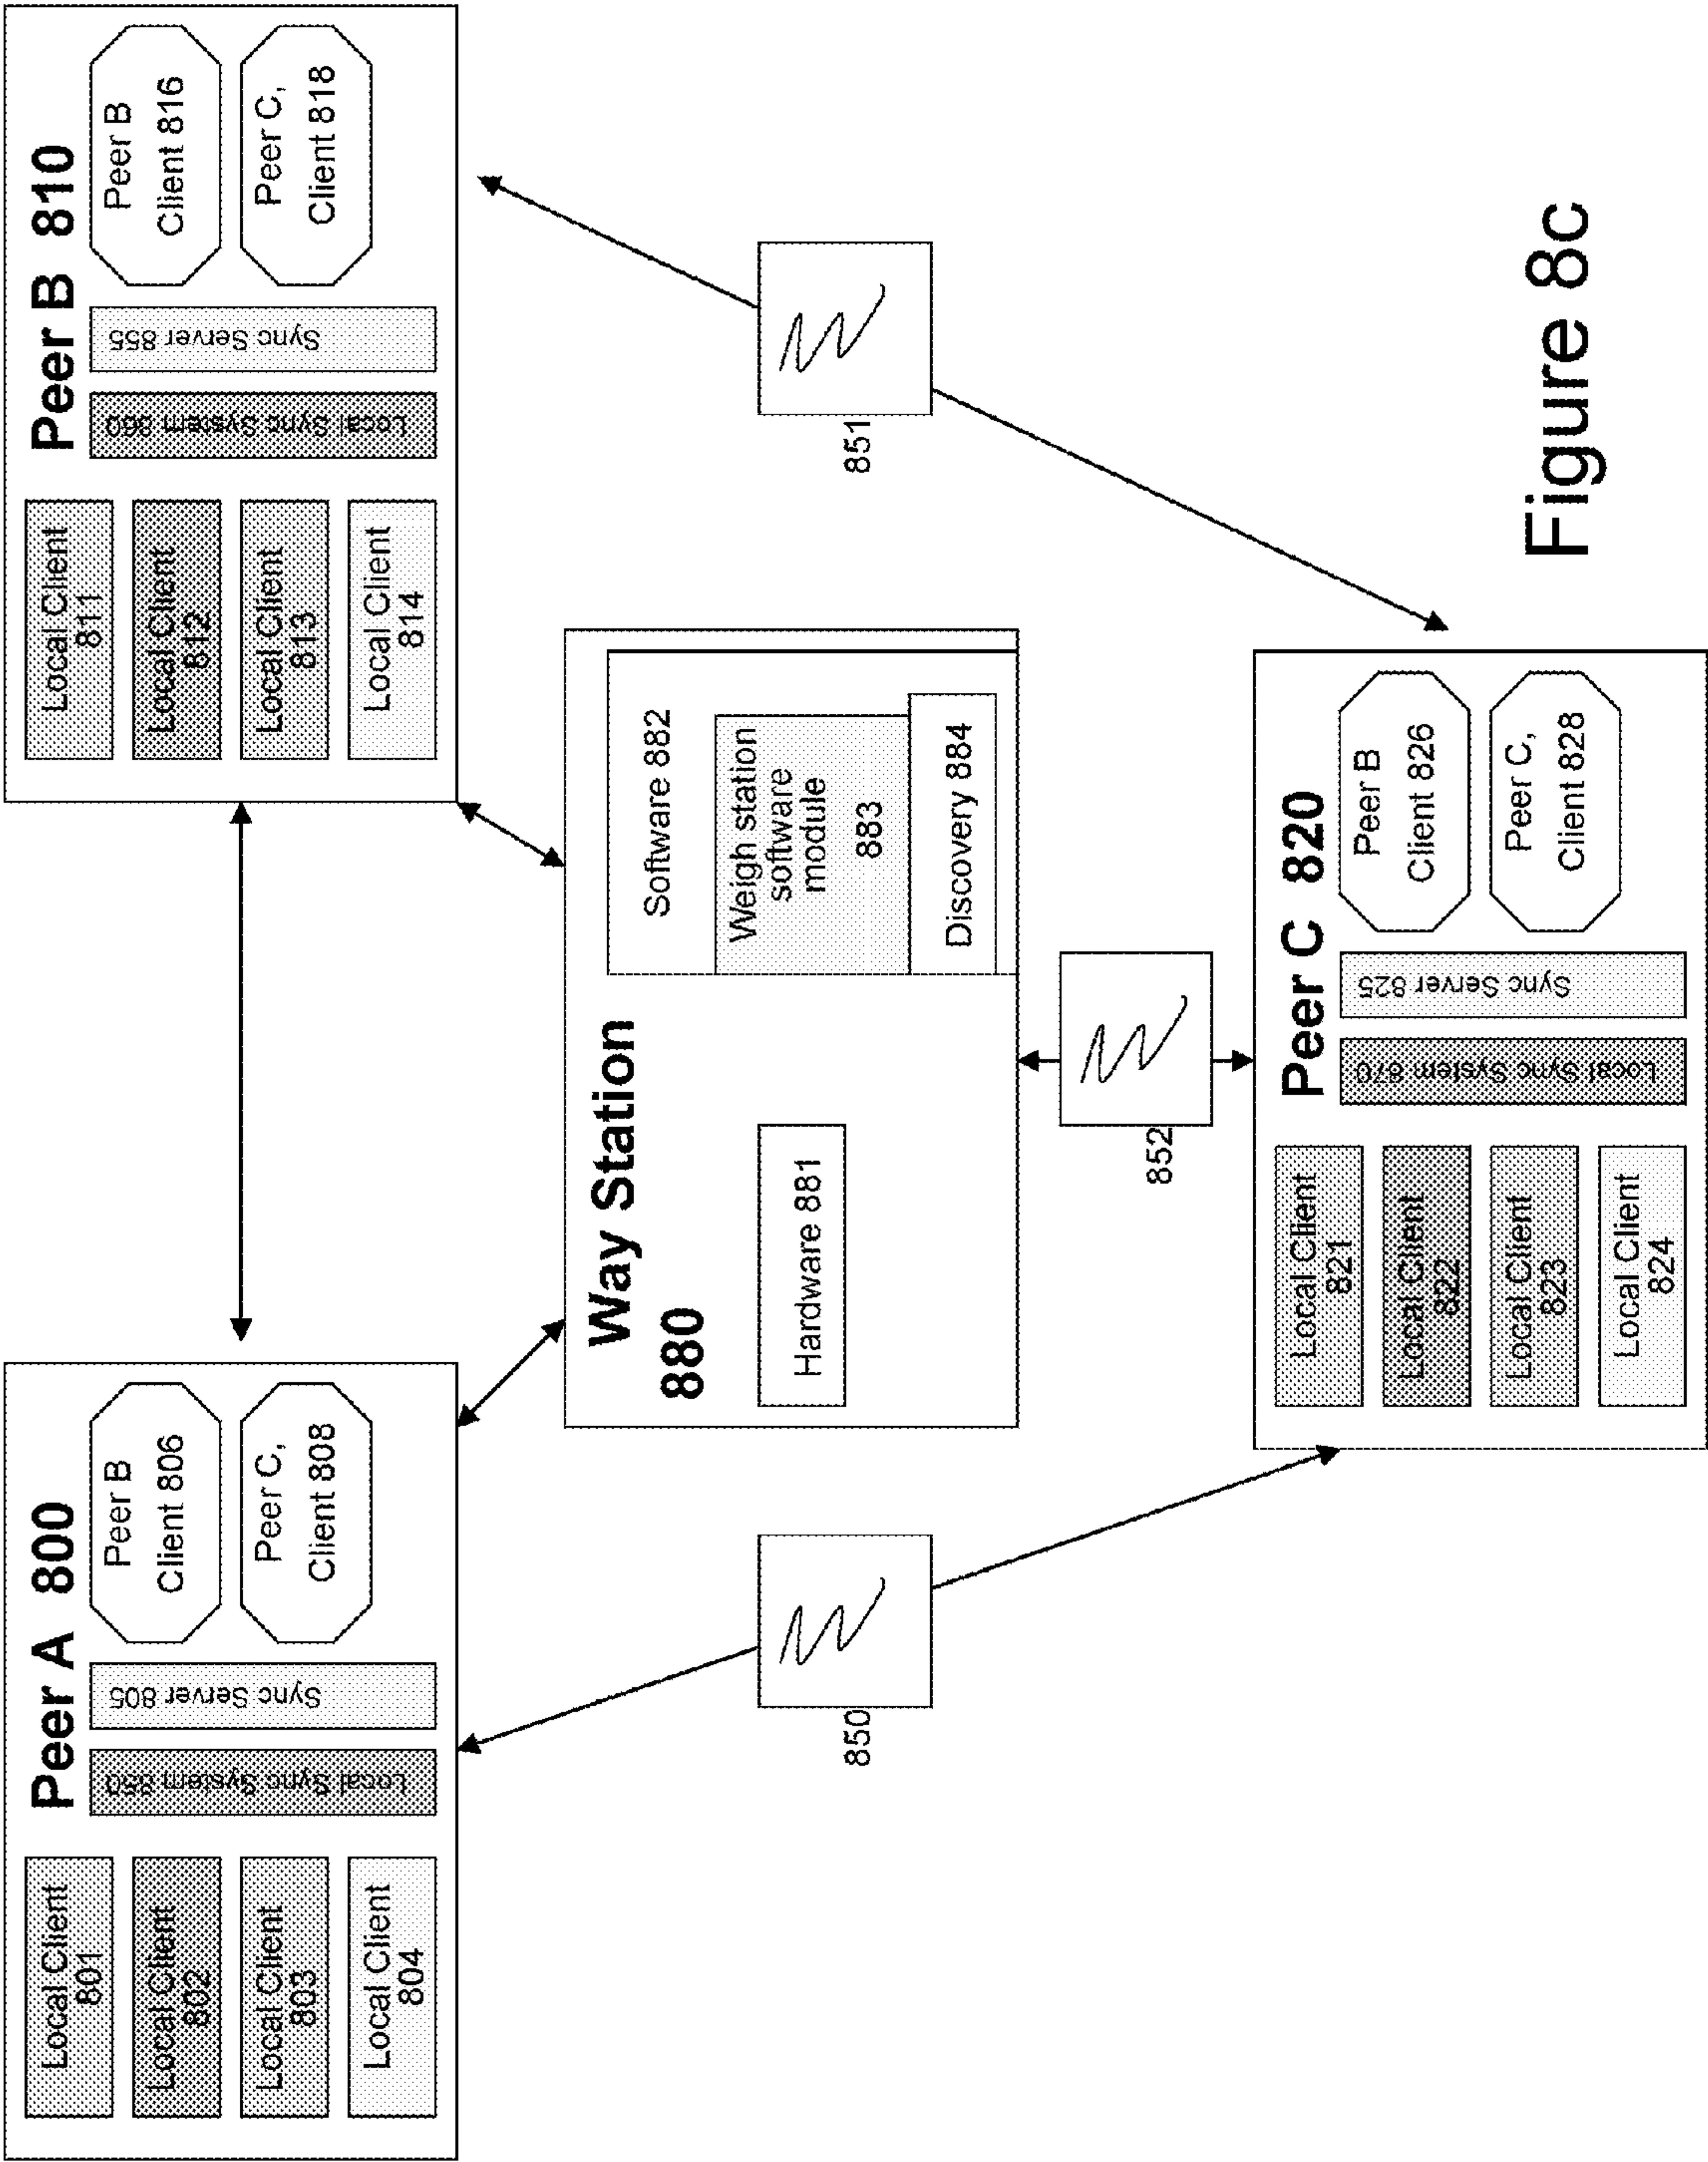 Peer A 800
Local Client
801
Local Client
802
Local Client
803
Local Client
804
Local Sync System 850
Sync Server 805
Peer B
Client 806
Peer C,
Client 808
Peer B 810
Local Client
811
Local Client
812
Local Client
813
Local Client
814
Local Sync System 860
Sync Server 855
Peer B
Client 816
Peer C,
Client 818
Way Station
880
Hardware 881
Software 882
Weigh station
software
module
883
Discovery 884
850
851
852
Peer C 820
Local Client
821
Local Client
822
Local Client
823
Local Client
824
Local Sync System 870
Sync Server 825
Peer B
Client 826
Peer C,
Client 828
Figure 8c